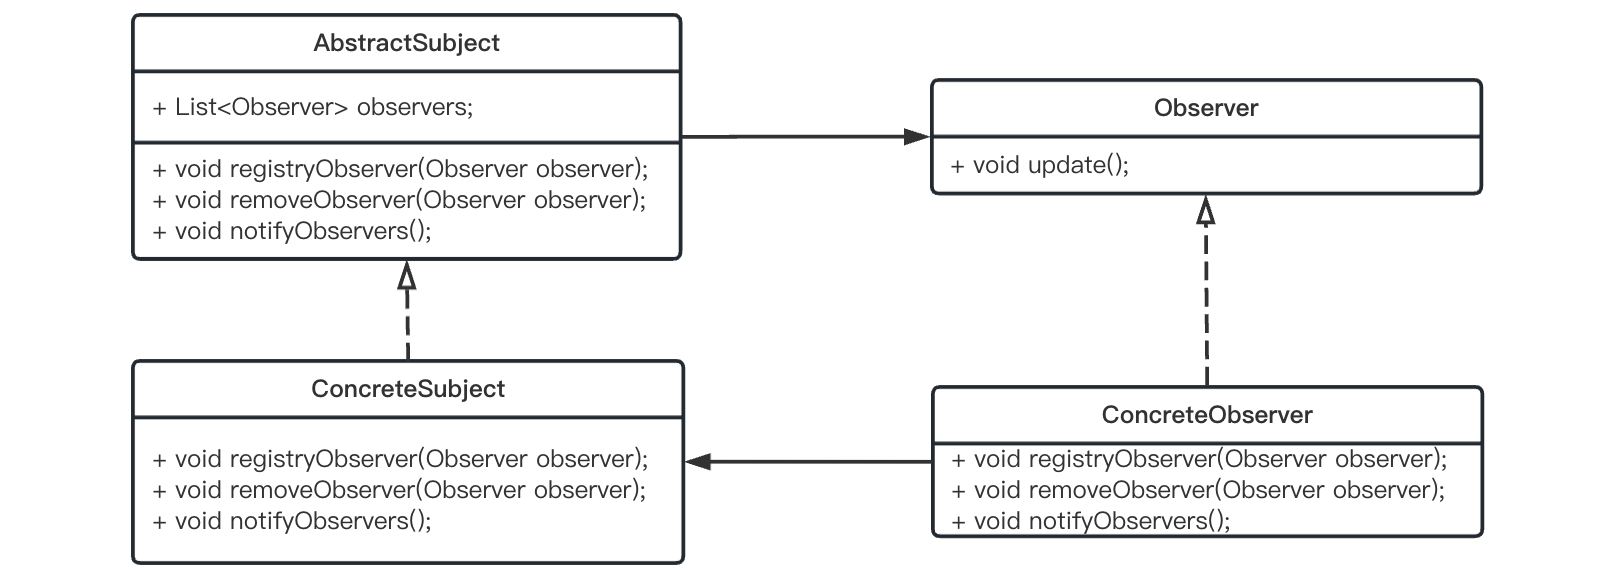 AbstractSubject
+ List<Observer> observers;
+ void registryObserver(Observer observer);
+ void removeObserver(Observer observer);
+ void notifyObservers();
Observer
+ void update();
ConcreteSubject
+ void registryObserver(Observer observer);
+ void removeObserver(Observer observer);
+ void notifyObservers();
ConcreteObserver
+ void registryObserver(Observer observer);
+ void removeObserver(Observer observer);
+ void notifyObservers();